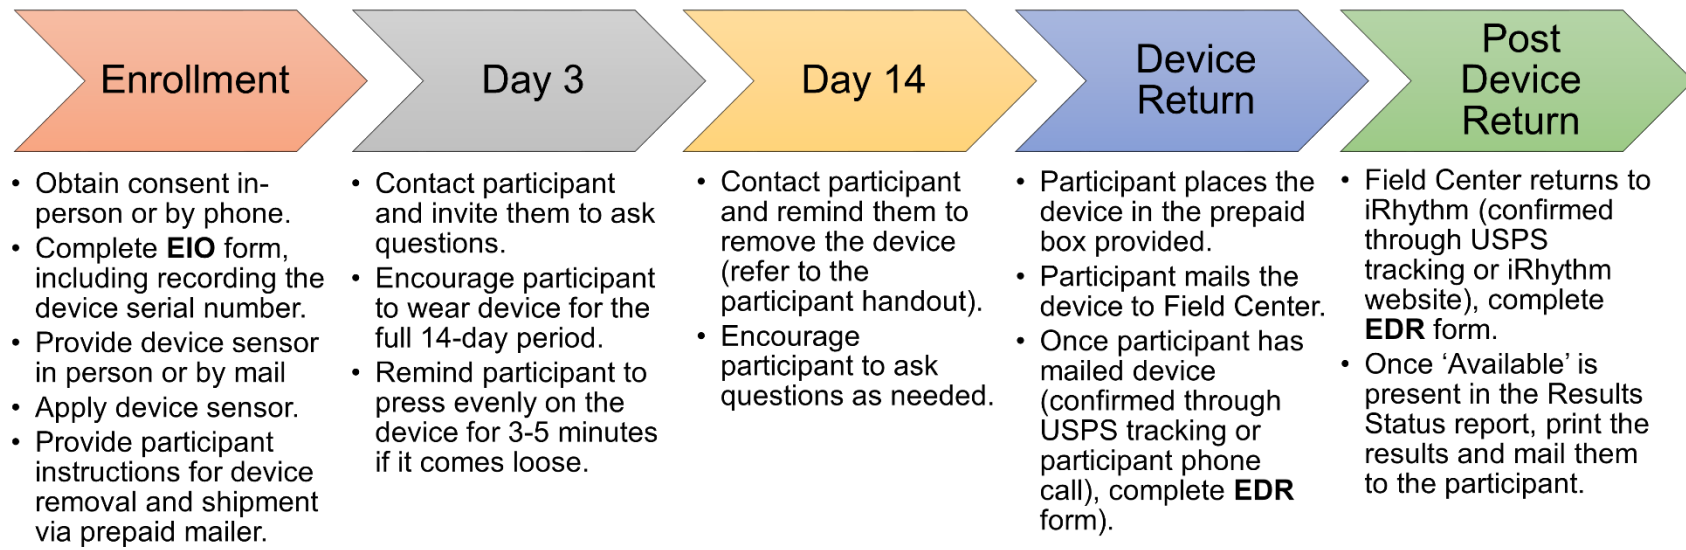 Enrollment
• Obtain consent in-
person or by phone.
• Complete EIO form,
including recording the
device serial number.
• Provide device sensor
in person or by mail
• Apply device sensor.
• Provide participant
instructions for device
removal and shipment
via prepaid mailer.
Day 3
• Contact participant
and invite them to ask
questions.
• Encourage participant
to wear device for the
full 14-day period.
• Remind participant to
press evenly on the
device for 3-5 minutes
if it comes loose.
Day 14
• Contact participant
and remind them to
remove the device
(refer to the
participant handout).
• Encourage
participant to ask
questions as needed.
Device
Return
• Participant places the
device in the prepaid
box provided.
• Participant mails the
device to Field Center.
• Once participant has
mailed device
(confirmed through
USPS tracking or
participant phone
call), complete EDR
form).
Post
Device
Return
• Field Center returns to
iRhythm (confirmed
through USPS
tracking or iRhythm
website), complete
EDR form.
• Once ‘Available’ is
present in the Results
Status report, print the
results and mail them
to the participant.